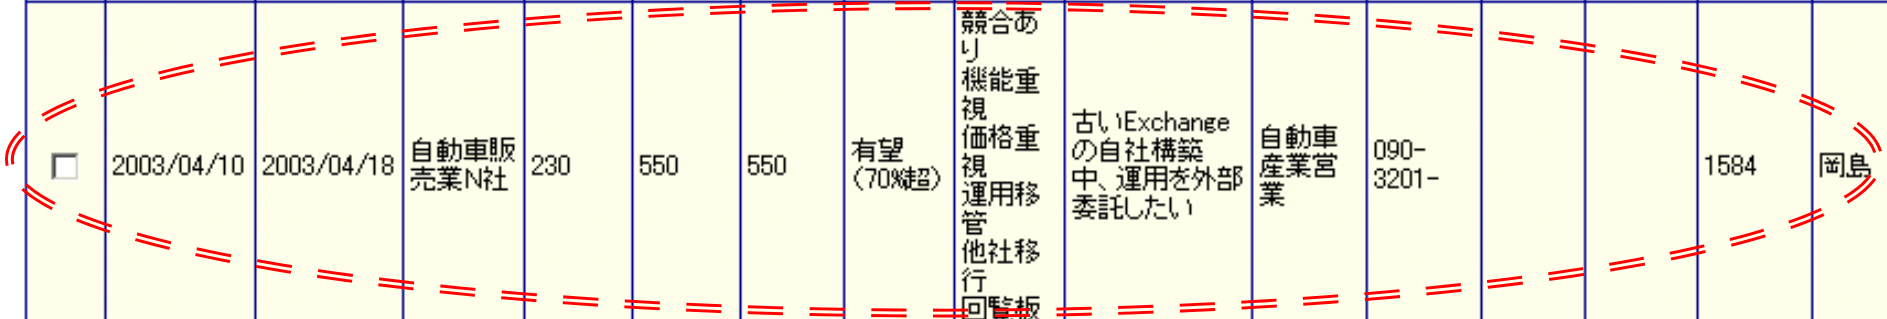 2003/04/10
2003/04/18
自動車販
売業N社
230
550
550
有望
(70%超)
競合あ
り
機能重
視
価格重
視
運用移
管
他社移
行
回覧板
古いExchange
の自社構築
中、運用を外部
委託したい
自動車
産業営
業
090-
3201-
1584
岡島